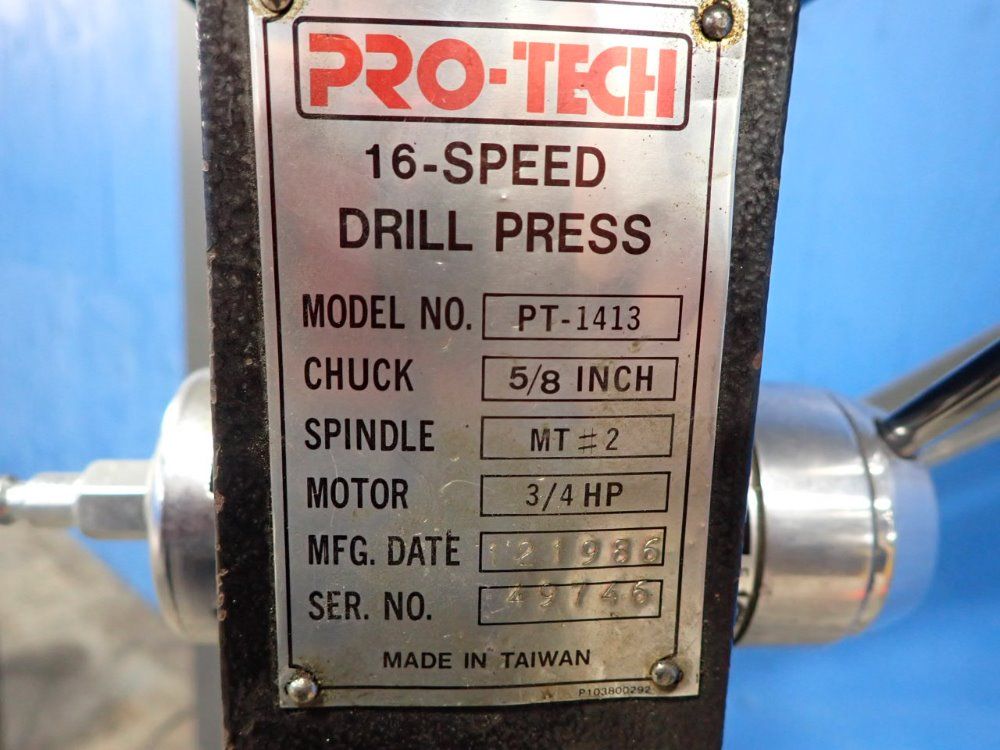 PRO-TECH
16-SPEED
DRILL PRESS
MODEL NO. PT-1413
CHUCK 5/8 INCH
SPINDLE MT #2
MOTOR 3/4 HP
MFG. DATE 121986
SER. NO. 49746
MADE IN TAIWAN
P103800292